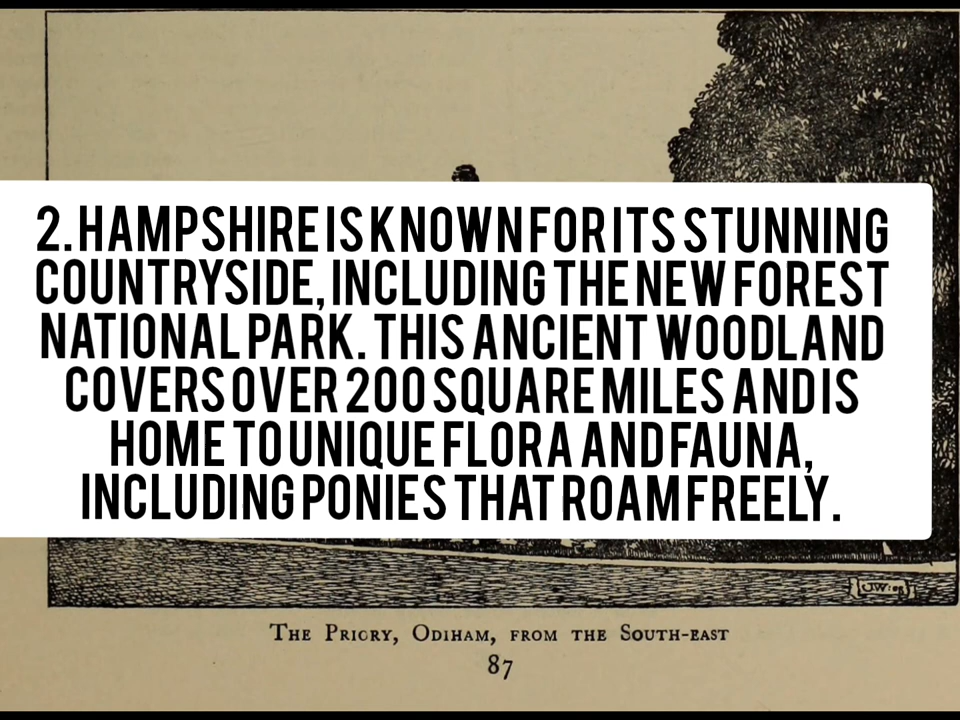 2. HAMPSHIRE IS KNOWN FOR ITS STUNNING
COUNTRYSIDE, INCLUDING THE NEW FOREST
NATIONAL PARK. THIS ANCIENT WOODLAND
COVERS OVER 200 SQUARE MILES AND IS
HOME TO UNIQUE FLORA AND FAUNA,
INCLUDING PONIES THAT ROAM FREELY.
THE PRIORY, ODIHAM, FROM THE SOUTH-EAST
87